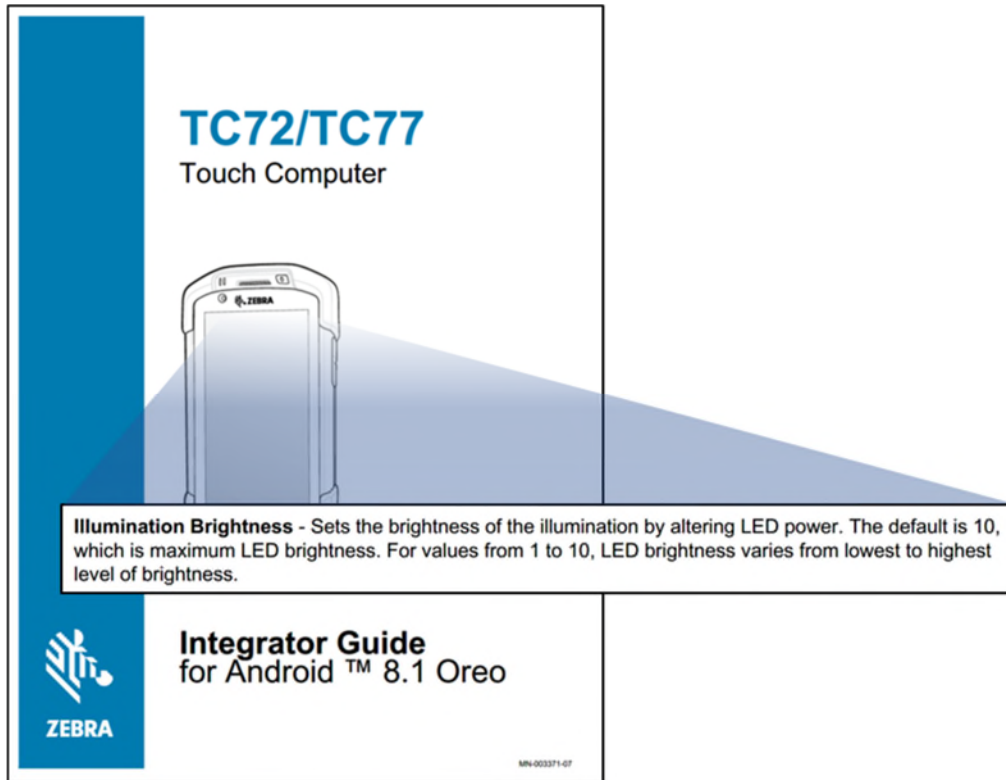 TC72/TC77
Touch Computer
ZEBRA
Illumination Brightness - Sets the brightness of the illumination by altering LED power. The default is 10,
which is maximum LED brightness. For values from 1 to 10, LED brightness varies from lowest to highest
level of brightness.
Integrator Guide
for Android ™ 8.1 Oreo
ZEBRA
MN-003371-07